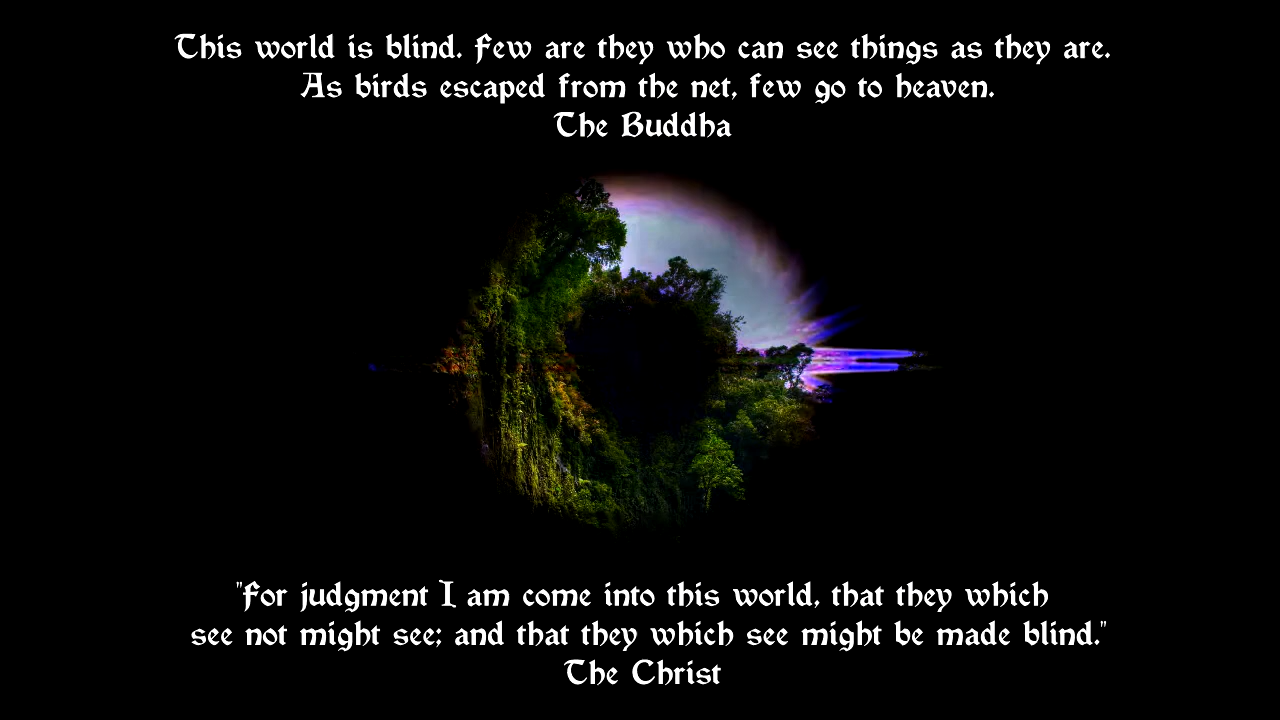 This world is blind. Few are they who can see things as they are.
As birds escaped from the net, few go to heaven.
The Buddha
"For judgment I am come into this world, that they which
see not might see; and that they which see might be made blind."
The Christ